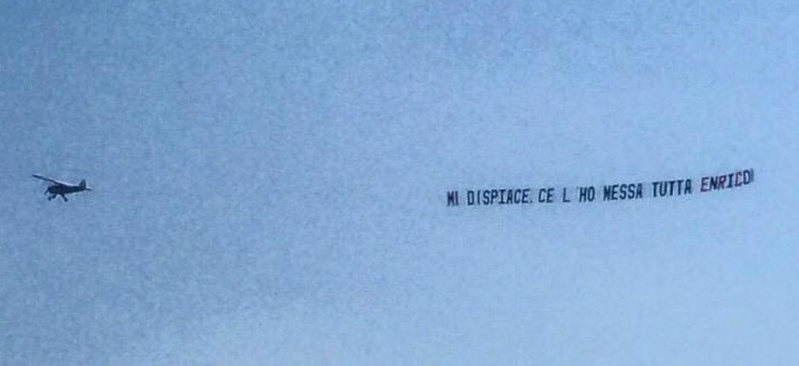 MI DISPIACE. CE L'HO MESSA TUTTA ENRICO!